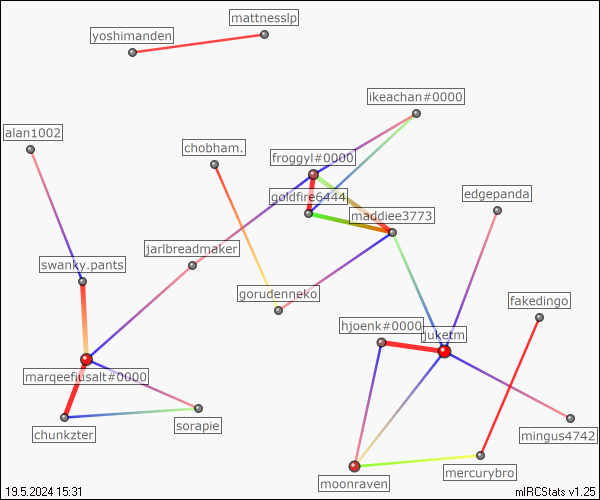 mattnesslp
yoshimanden
ikeachan#0000
alan1002
chobham.
froggyl#0000
goldfire6444
edgepanda
maddiee3773
jarlbreadmaker
swanky.pants
gorudenneko
fakedingo
hjoenk#0000
juketm
marqeefiusalt#0000
sorapie
chunkzter
mingus4742
mercurybro
moonraven
19.5.2024 15:31
mIRCStats v1.25